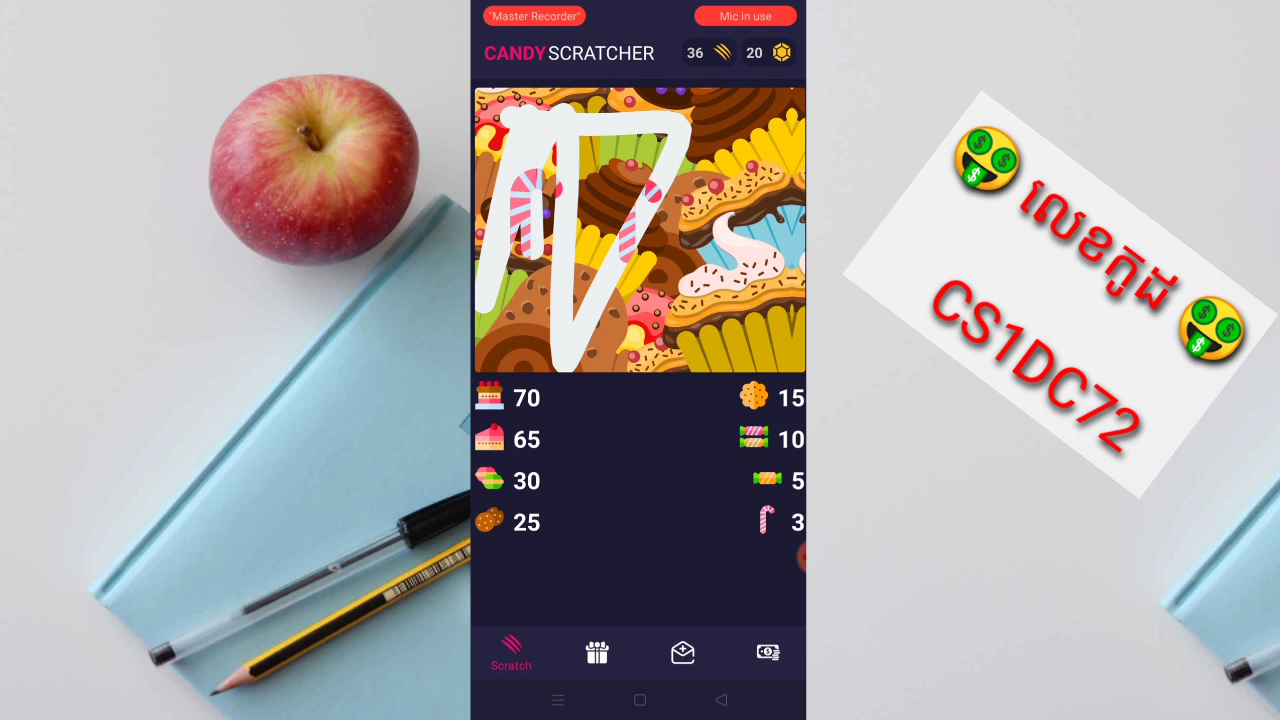 "Master Recorder"
Mic in use
CANDYSCRATCHER
36
20
70
15
65
10
30
5
25
3
Scratch
លេខកូដ
CS1DC72